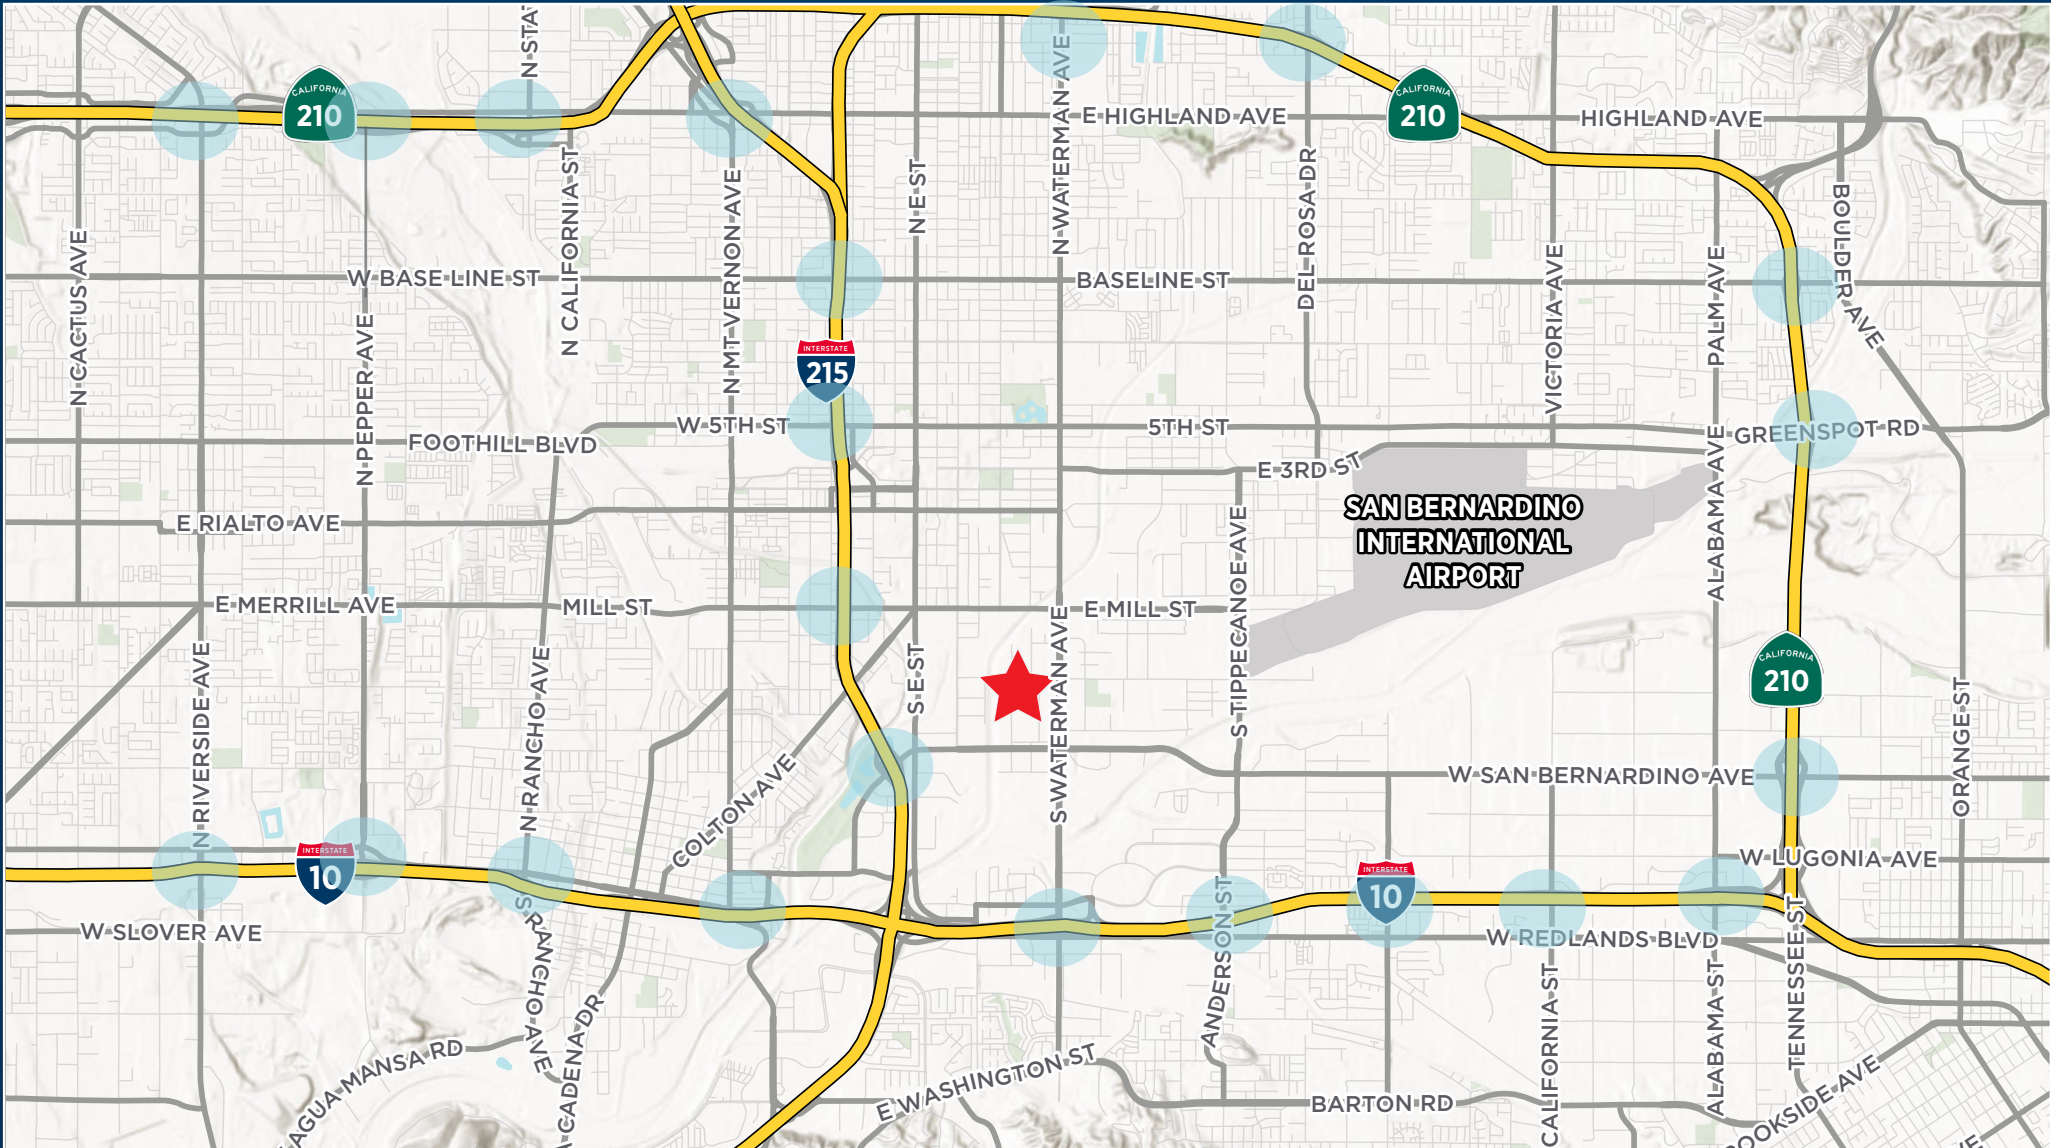 N STA
CALIFORNIA
210
CALIFORNIA
210
E HIGHLAND AVE
HIGHLAND AVE
N CACTUS AVE
N CALIFORNIA ST
N MT VERNON AVE
N E ST
N WATERMAN AVE
DEL ROSA DR
VICTORIA AVE
PALM AVE
BOULDER AVE
W BASE LINE ST
BASELINE ST
N PEPPER AVE
INTERSTATE
215
FOOTHILL BLVD
W 5TH ST
5TH ST
GREENSPOT RD
E 3RD ST
SAN BERNARDINO
INTERNATIONAL
AIRPORT
E RIALTO AVE
ALABAMA AVE
S TIPPECANOE AVE
E MERRILL AVE
MILL ST
E MILL ST
N RIVERSIDE AVE
N RANCHO AVE
S E ST
S WATERMAN AVE
CALIFORNIA
210
ORANGE ST
COLTON AVE
W SAN BERNARDINO AVE
W LUGONIA AVE
INTERSTATE
10
INTERSTATE
10
W SLOVER AVE
S RANCHO AVE
ANDERSON ST
W REDLANDS BLVD
TENNESSEE ST
CALIFORNIA ST
ALABAMA ST
AGUA MANSA RD
A CADENA DR
E WASHINGTON ST
BARTON RD
OOKSIDE AVE